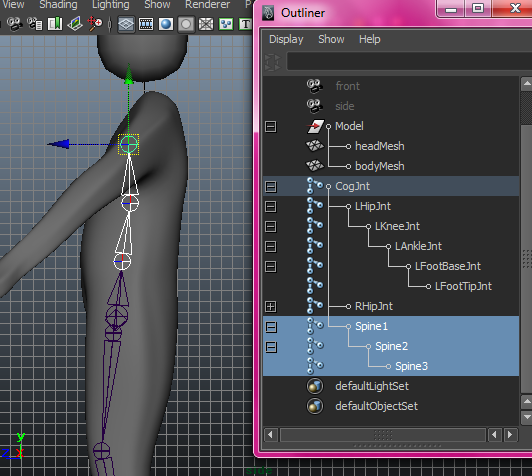 View Shading Lighting Show Renderer P
Outliner
Display Show Help
front
side
Model
headMesh
bodyMesh
CogJnt
LHipJnt
LKneeJnt
LAnkleJnt
LFootBaseJnt
LFootTipJnt
RHipJnt
Spine1
Spine2
Spine3
defaultLightSet
defaultObjectSet
y